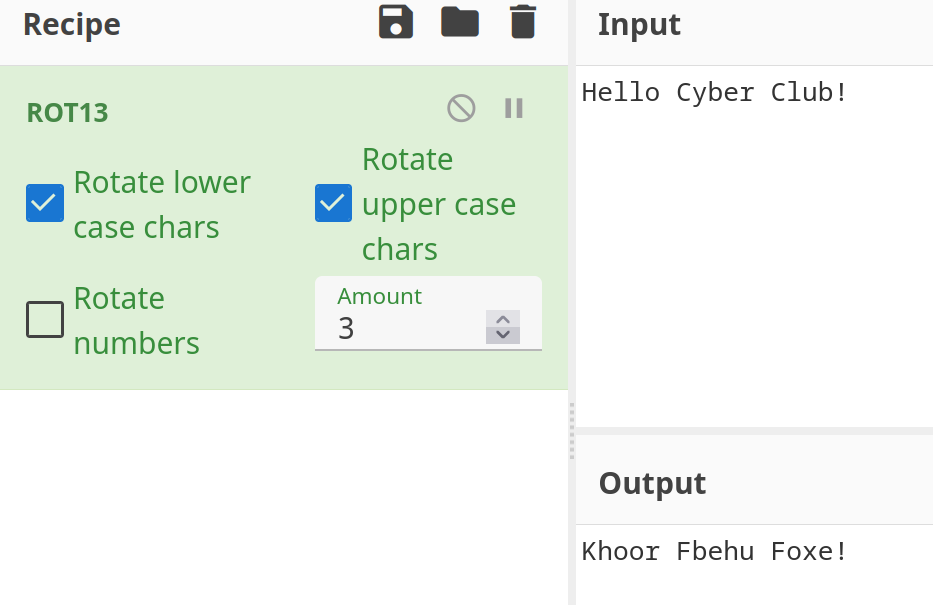 Recipe
ROT13
Rotate lower
case chars
Rotate
upper case
chars
Rotate
numbers
Amount
3
Input
Hello Cyber Club!
Output
Khoor Fbehu Foxe!